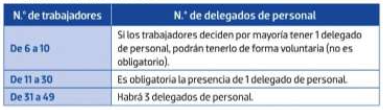 N.° de trabajadores
N.° de delegados de personal
De 6 a 10
Si los trabajadores deciden por mayoría tener 1 delegado
de personal, podrán tenerlo de forma voluntaria (no es
obligatorio).
De 11 a 30
Es obligatoria la presencia de 1 delegado de personal.
De 31 a 49
Habrá 3 delegados de personal.